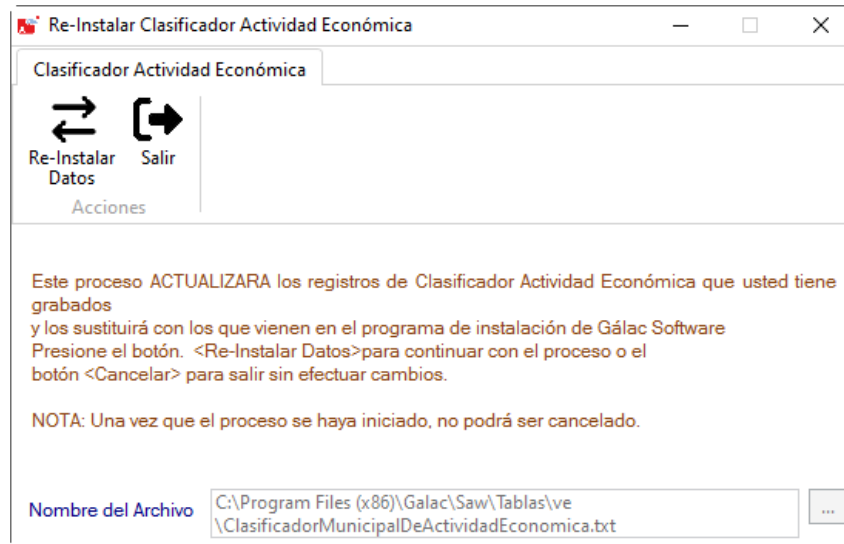 Re-Instalar Clasificador Actividad Económica
Clasificador Actividad Económica
Re-Instalar Salir
Datos
Acciones
Este proceso ACTUALIZARA los registros de Clasificador Actividad Económica que usted tiene
grabados
y los sustituirá con los que vienen en el programa de instalación de Gálac Software
Presione el botón. <Re-Instalar Datos>para continuar con el proceso o el
botón <Cancelar> para salir sin efectuar cambios.
NOTA: Una vez que el proceso se haya iniciado, no podrá ser cancelado.
Nombre del Archivo C:\Program Files (x86)\Galac\Saw\Tablas\ve
\ClasificadorMunicipalDeActividadEconomica.txt
...